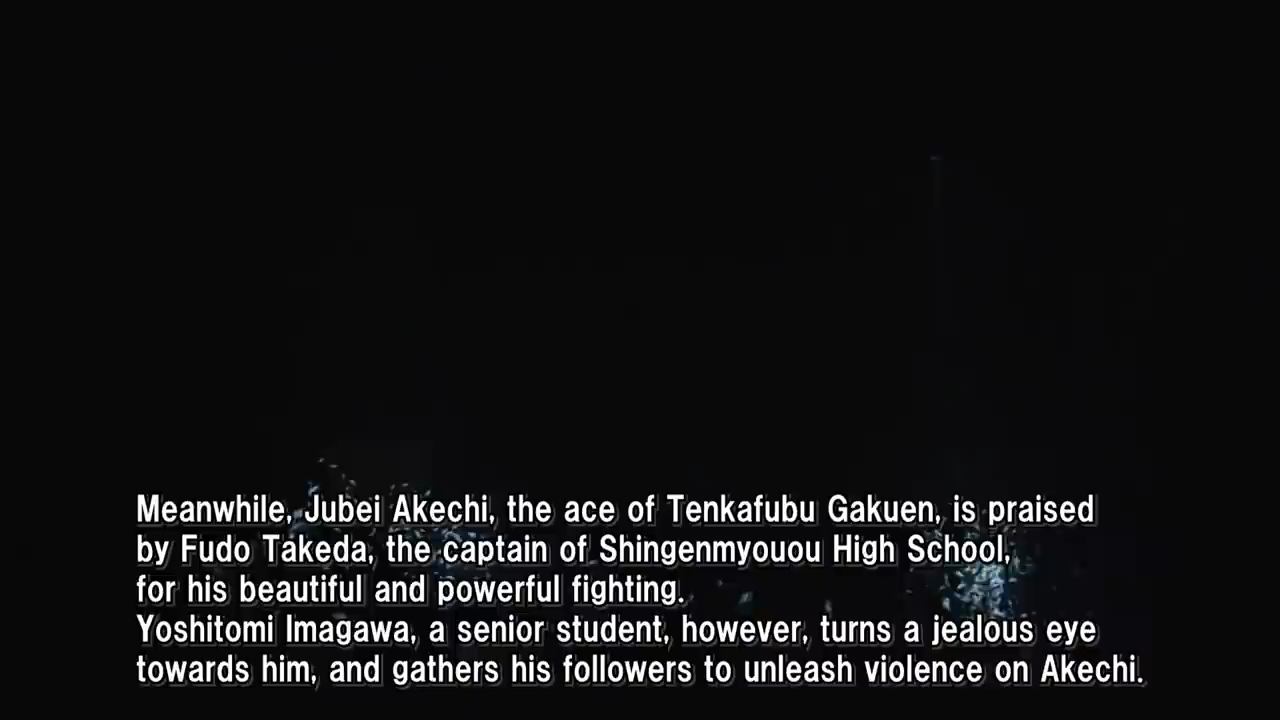 Meanwhile, Jubei Akechi, the ace of Tenkafubu Gakuen, is praised
by Fudo Takeda, the captain of Shingenmyouou High School,
for his beautiful and powerful fighting.
Yoshitomi Imagawa, a senior student, however, turns a jealous eye
towards him, and gathers his followers to unleash violence on Akechi.